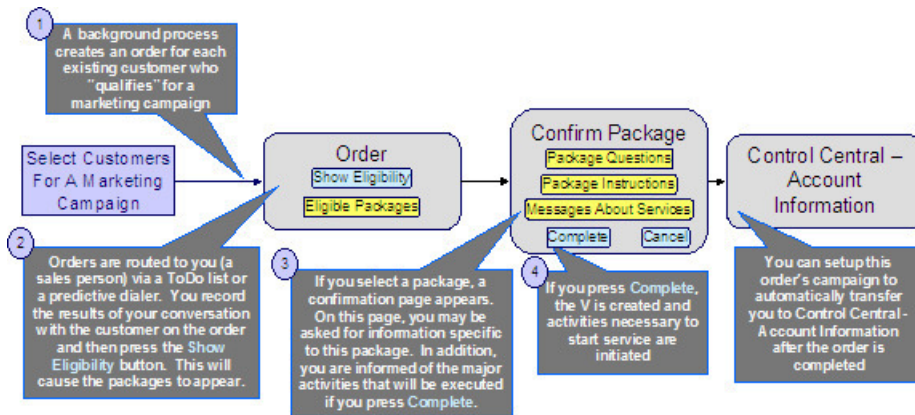 1
A background process
creates an order for each
existing customer who
"qualifies" for a
marketing campaign
Select Customers
For A Marketing
Campaign
Order
Show Eligibility
Eligible Packages
Confirm Package
Package Questions
Package Instructions
Messages About Services
Complete
Cancel
Control Central –
Account
Information
2
Orders are routed to you (a
sales person) via a ToDo list or
a predictive dialer. You record
the results of your conversation
with the customer on the order
and then press the Show
Eligibility button. This will
cause the packages to appear.
3
If you select a package, a
confirmation page appears.
On this page, you may be
asked for information specific
to this package. In addition,
you are informed of the major
activities that will be executed
if you press Complete.
4
If you press Complete,
the V is created and
activities necessary to
start service are
initiated
You can setup this
order's campaign to
automatically transfer
you to Control Central -
Account Information
after the order is
completed